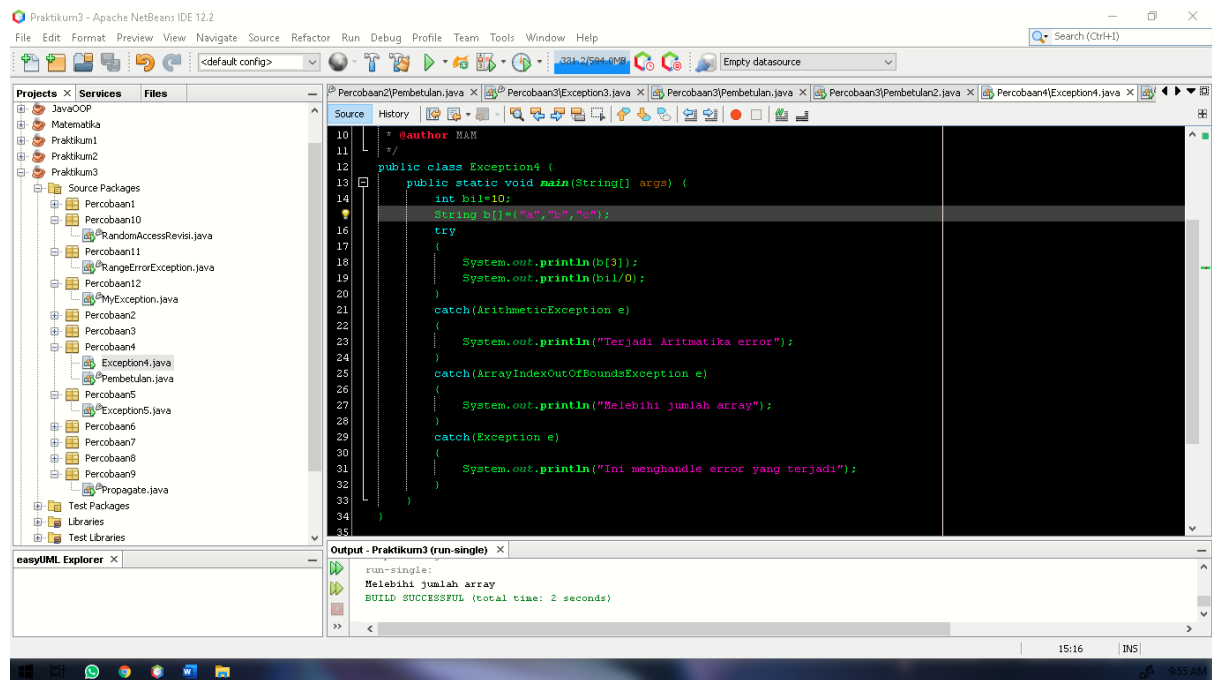 Praktikum3 - Apache NetBeans IDE 12.2
File Edit Format Preview View Navigate Source Refactor Run Debug Profile Team Tools Window Help
Search (Ctrl+I)
<default config>
331.2/594.0MB
Empty datasource
Projects × Services Files
JavaOOP
Matematika
Praktikum1
Praktikum2
Praktikum3
Source Packages
Percobaan1
Percobaan10
RandomAccessRevisi.java
Percobaan11
RangeErrorException.java
Percobaan12
MyException.java
Percobaan2
Percobaan3
Percobaan4
Exception4.java
Pembetulan.java
Percobaan5
Exception5.java
Percobaan6
Percobaan7
Percobaan8
Percobaan9
Propagate.java
Test Packages
Libraries
Test Libraries
easyUML Explorer ×
Percobaan2\Pembetulan.java × Percobaan3\Exception3.java × Percobaan3\Pembetulan.java × Percobaan3\Pembetulan2.java × Percobaan4\Exception4.java ×
Source History
10 * @author MAM
11 */
12 public class Exception4 {
13 public static void main(String[] args) {
14 int bil=10;
String b[]={"a","b","c"};
16 try
17 {
18 System.out.println(b[3]);
19 System.out.println(bil/0);
20 }
21 catch(ArithmeticException e)
22 {
23 System.out.println("Terjadi Aritmatika error");
24 }
25 catch(ArrayIndexOutOfBoundsException e)
26 {
27 System.out.println("Melebihi jumlah array");
28 }
29 catch(Exception e)
30 {
31 System.out.println("Ini menghandle error yang terjadi");
32 }
33 }
34 }
35
Output - Praktikum3 (run-single) ×
run-single:
Melebihi jumlah array
BUILD SUCCESSFUL (total time: 2 seconds)
15:16 INS
9:55 AM